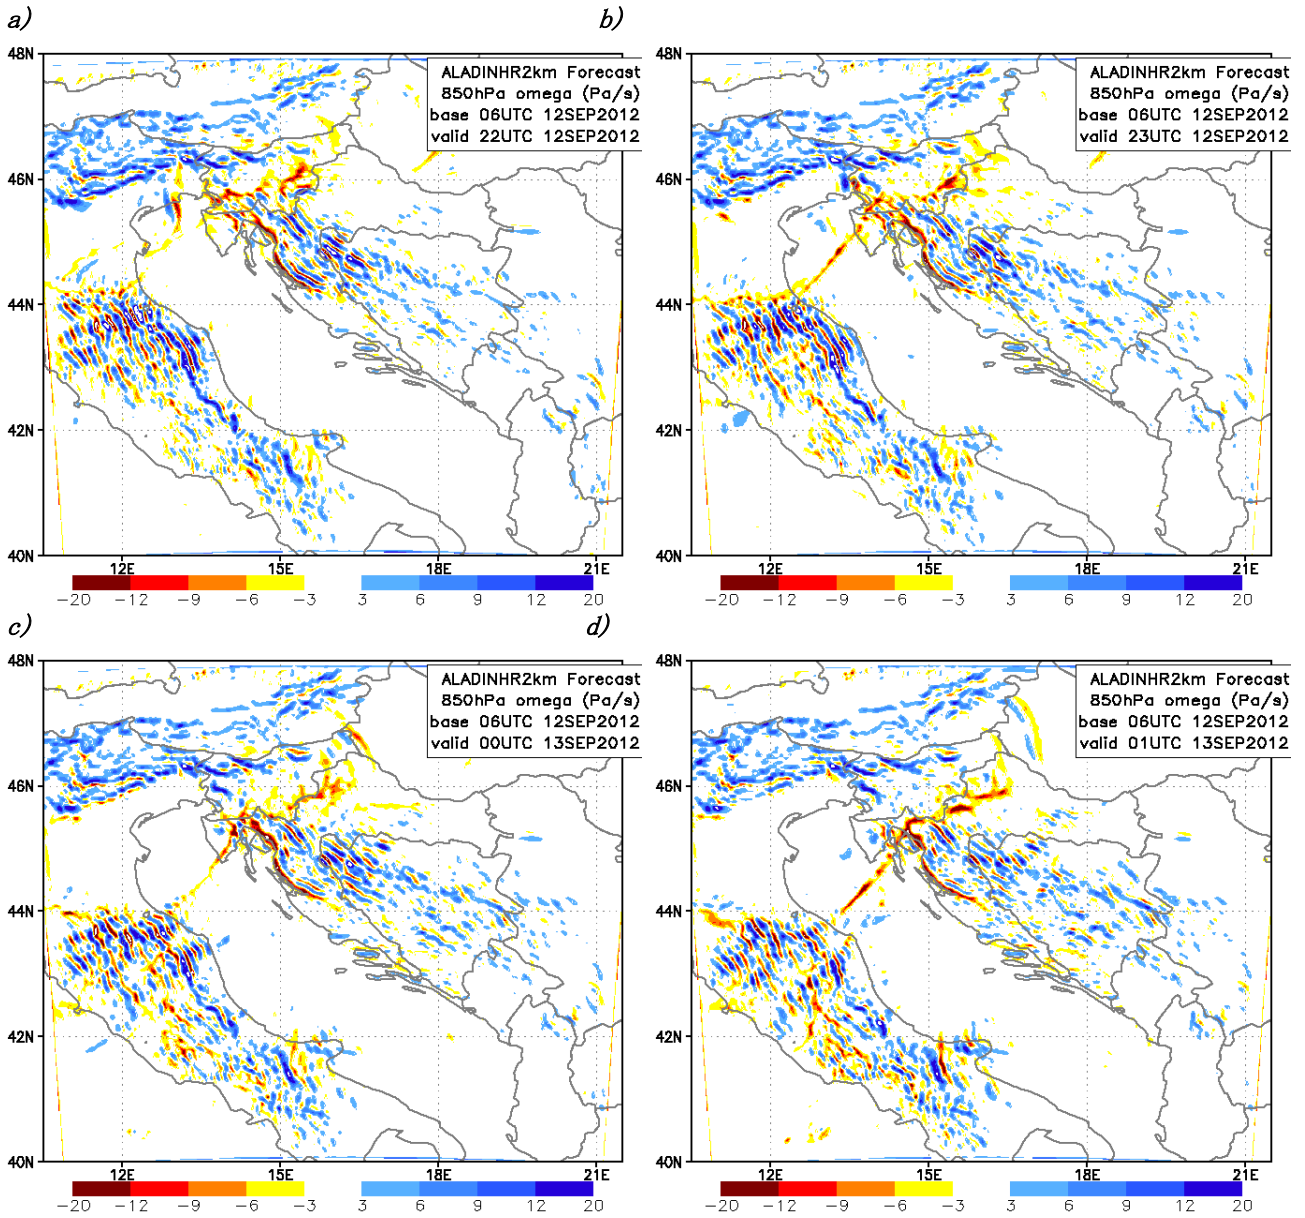 a)
b)
ALADINHR2km Forecast
850hPa omega (Pa/s)
base 06UTC 12SEP2012
valid 22UTC 12SEP2012
48N
46N
44N
42N
40N
12E
15E
18E
21E
−20 −12 −9 −6 −3 3 6 9 12 20
ALADINHR2km Forecast
850hPa omega (Pa/s)
base 06UTC 12SEP2012
valid 23UTC 12SEP2012
48N
46N
44N
42N
40N
12E
15E
18E
21E
−20 −12 −9 −6 −3 3 6 9 12 20
c)
d)
ALADINHR2km Forecast
850hPa omega (Pa/s)
base 06UTC 12SEP2012
valid 00UTC 13SEP2012
48N
46N
44N
42N
40N
12E
15E
18E
21E
−20 −12 −9 −6 −3 3 6 9 12 20
ALADINHR2km Forecast
850hPa omega (Pa/s)
base 06UTC 12SEP2012
valid 01UTC 13SEP2012
48N
46N
44N
42N
40N
12E
15E
18E
21E
−20 −12 −9 −6 −3 3 6 9 12 20